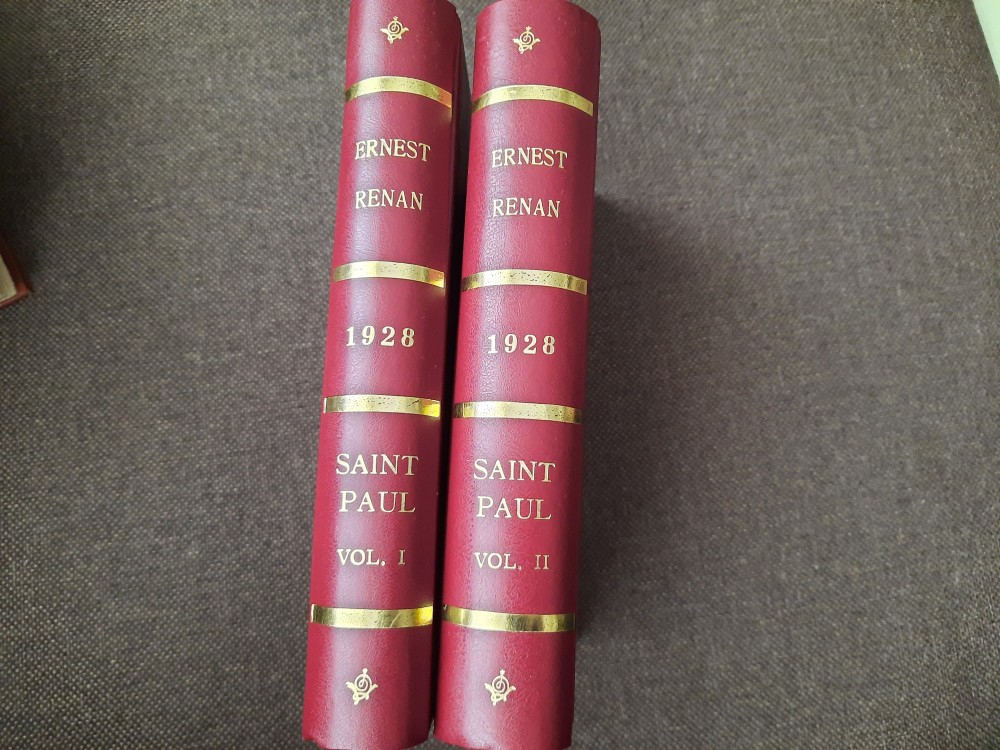 ERNEST
RENAN
1928
SAINT
PAUL
VOL. I
ERNEST
RENAN
1928
SAINT
PAUL
VOL. II